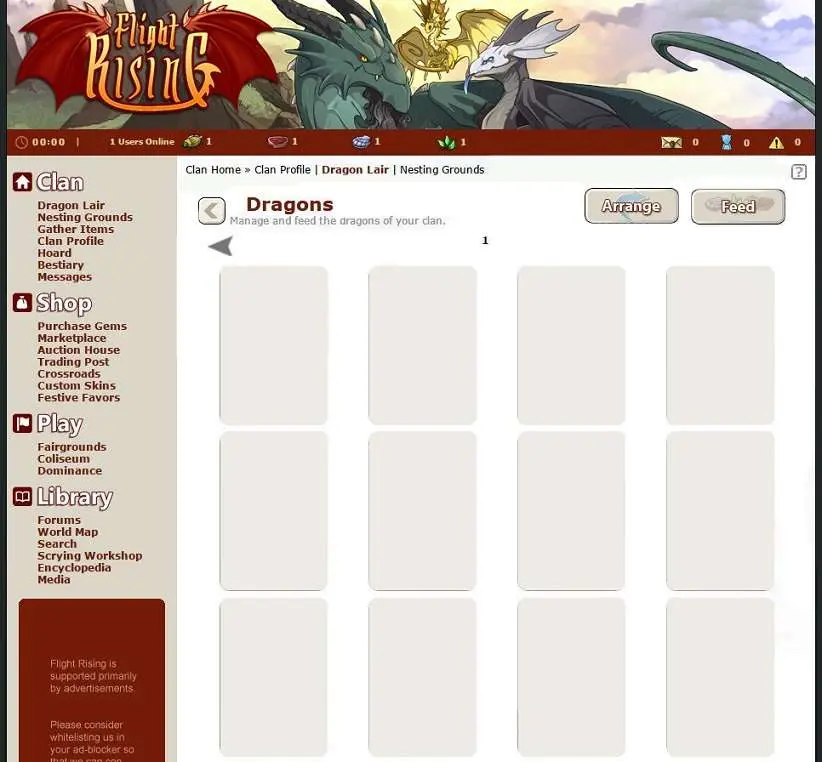 Flight
Rising
00:00 | 1 Users Online 1 1 1 1 0 0 0
Clan Home » Clan Profile | Dragon Lair | Nesting Grounds
?
Clan
Dragon Lair
Nesting Grounds
Gather Items
Clan Profile
Hoard
Bestiary
Messages
Shop
Purchase Gems
Marketplace
Auction House
Trading Post
Crossroads
Custom Skins
Festive Favors
Play
Fairgrounds
Coliseum
Dominance
Library
Forums
World Map
Search
Scrying Workshop
Encyclopedia
Media
Flight Rising is
supported primarily
by advertisements.
Please consider
whitelisting us in
your ad-blocker so
that we can
Dragons
Manage and feed the dragons of your clan.
Arrange
Feed
1